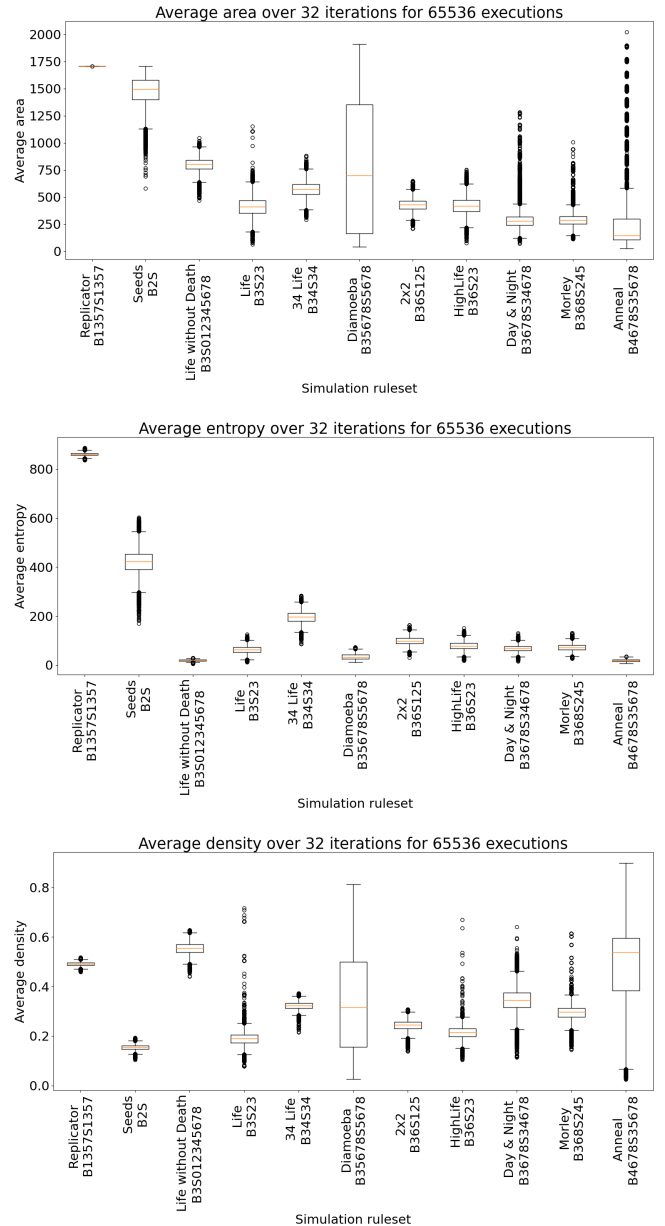 Average area over 32 iterations for 65536 executions
Average area
2000
1750
1500
1250
1000
750
500
250
0
Replicator
B1357S1357
Seeds
B2S
Life without Death
B3S012345678
Life
B3S23
34 Life
B34S34
Diamoeba
B35678S5678
2x2
B36S125
HighLife
B36S23
Day & Night
B3678S34678
Morley
B368S245
Anneal
B4678S35678
Simulation ruleset
Average entropy over 32 iterations for 65536 executions
Average entropy
800
600
400
200
0
Replicator
B1357S1357
Seeds
B2S
Life without Death
B3S012345678
Life
B3S23
34 Life
B34S34
Diamoeba
B35678S5678
2x2
B36S125
HighLife
B36S23
Day & Night
B3678S34678
Morley
B368S245
Anneal
B4678S35678
Simulation ruleset
Average density over 32 iterations for 65536 executions
Average density
0.8
0.6
0.4
0.2
0.0
Replicator
B1357S1357
Seeds
B2S
Life without Death
B3S012345678
Life
B3S23
34 Life
B34S34
Diamoeba
B35678S5678
2x2
B36S125
HighLife
B36S23
Day & Night
B3678S34678
Morley
B368S245
Anneal
B4678S35678
Simulation ruleset